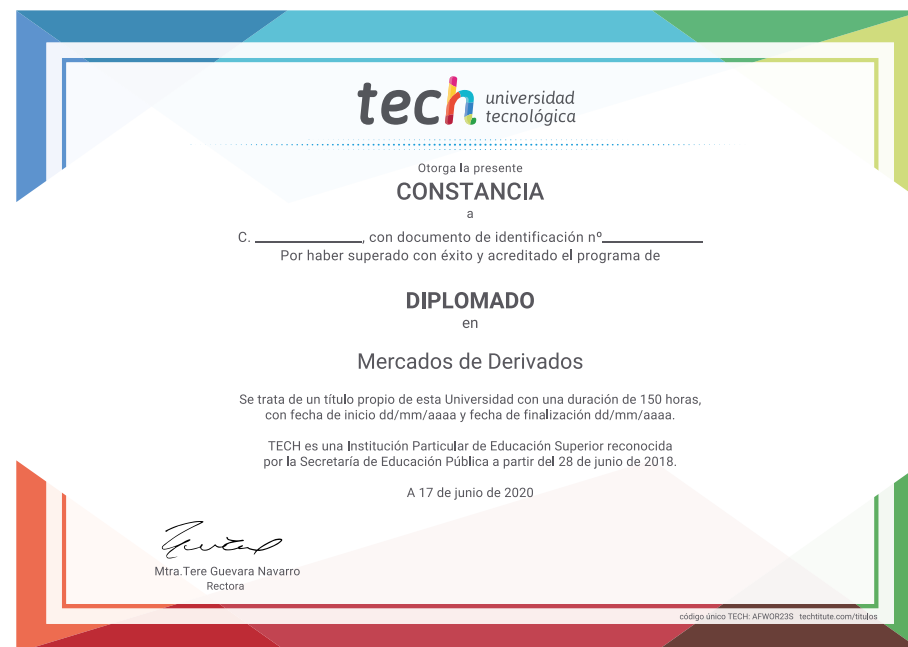 tech universidad
tecnológica
Otorga la presente
CONSTANCIA
a
C. ____________, con documento de identificación nº____________
Por haber superado con éxito y acreditado el programa de
DIPLOMADO
en
Mercados de Derivados
Se trata de un título propio de esta Universidad con una duración de 150 horas,
con fecha de inicio dd/mm/aaaa y fecha de finalización dd/mm/aaaa.
TECH es una Institución Particular de Educación Superior reconocida
por la Secretaría de Educación Pública a partir del 28 de junio de 2018.
A 17 de junio de 2020
Mtra.Tere Guevara Navarro
Rectora
código único TECH: AFWOR23S techtitute.com/titulos